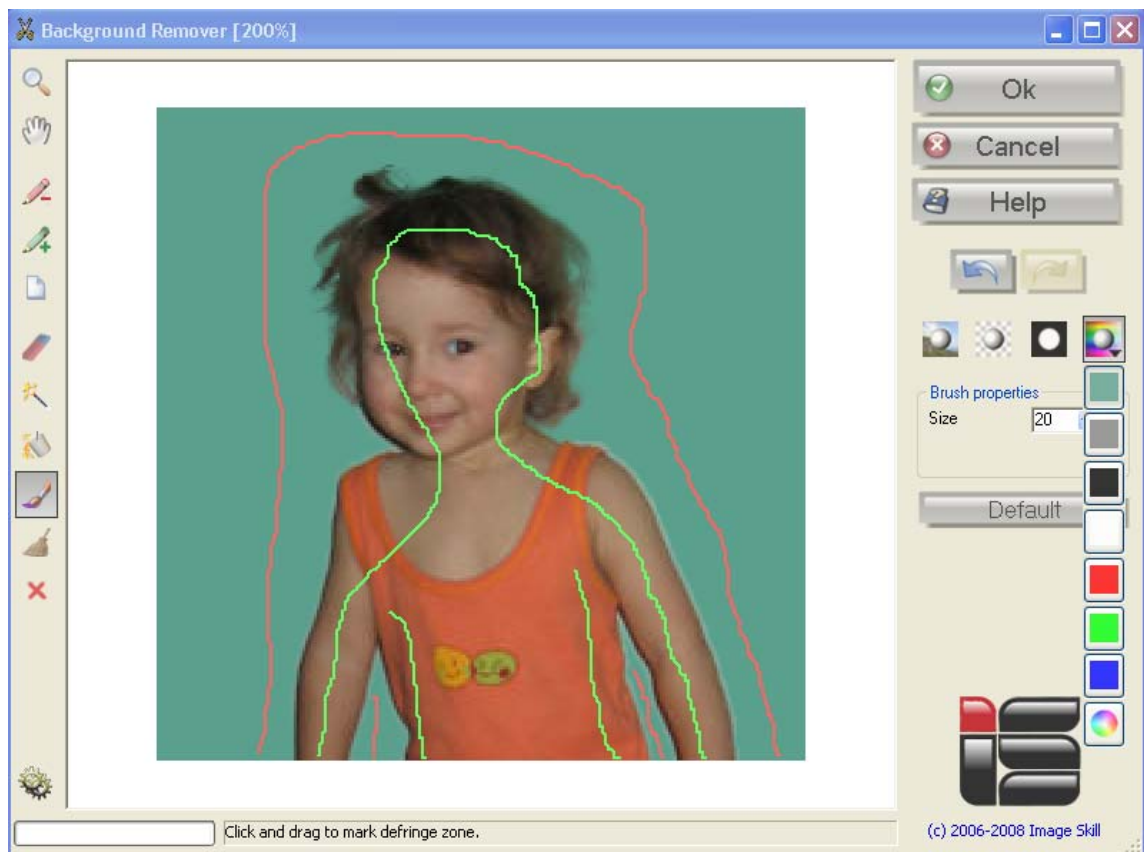 Background Remover [200%]
Ok
Cancel
Help
Brush properties
Size 20
Default
Click and drag to mark defringe zone.
(c) 2006-2008 Image Skill